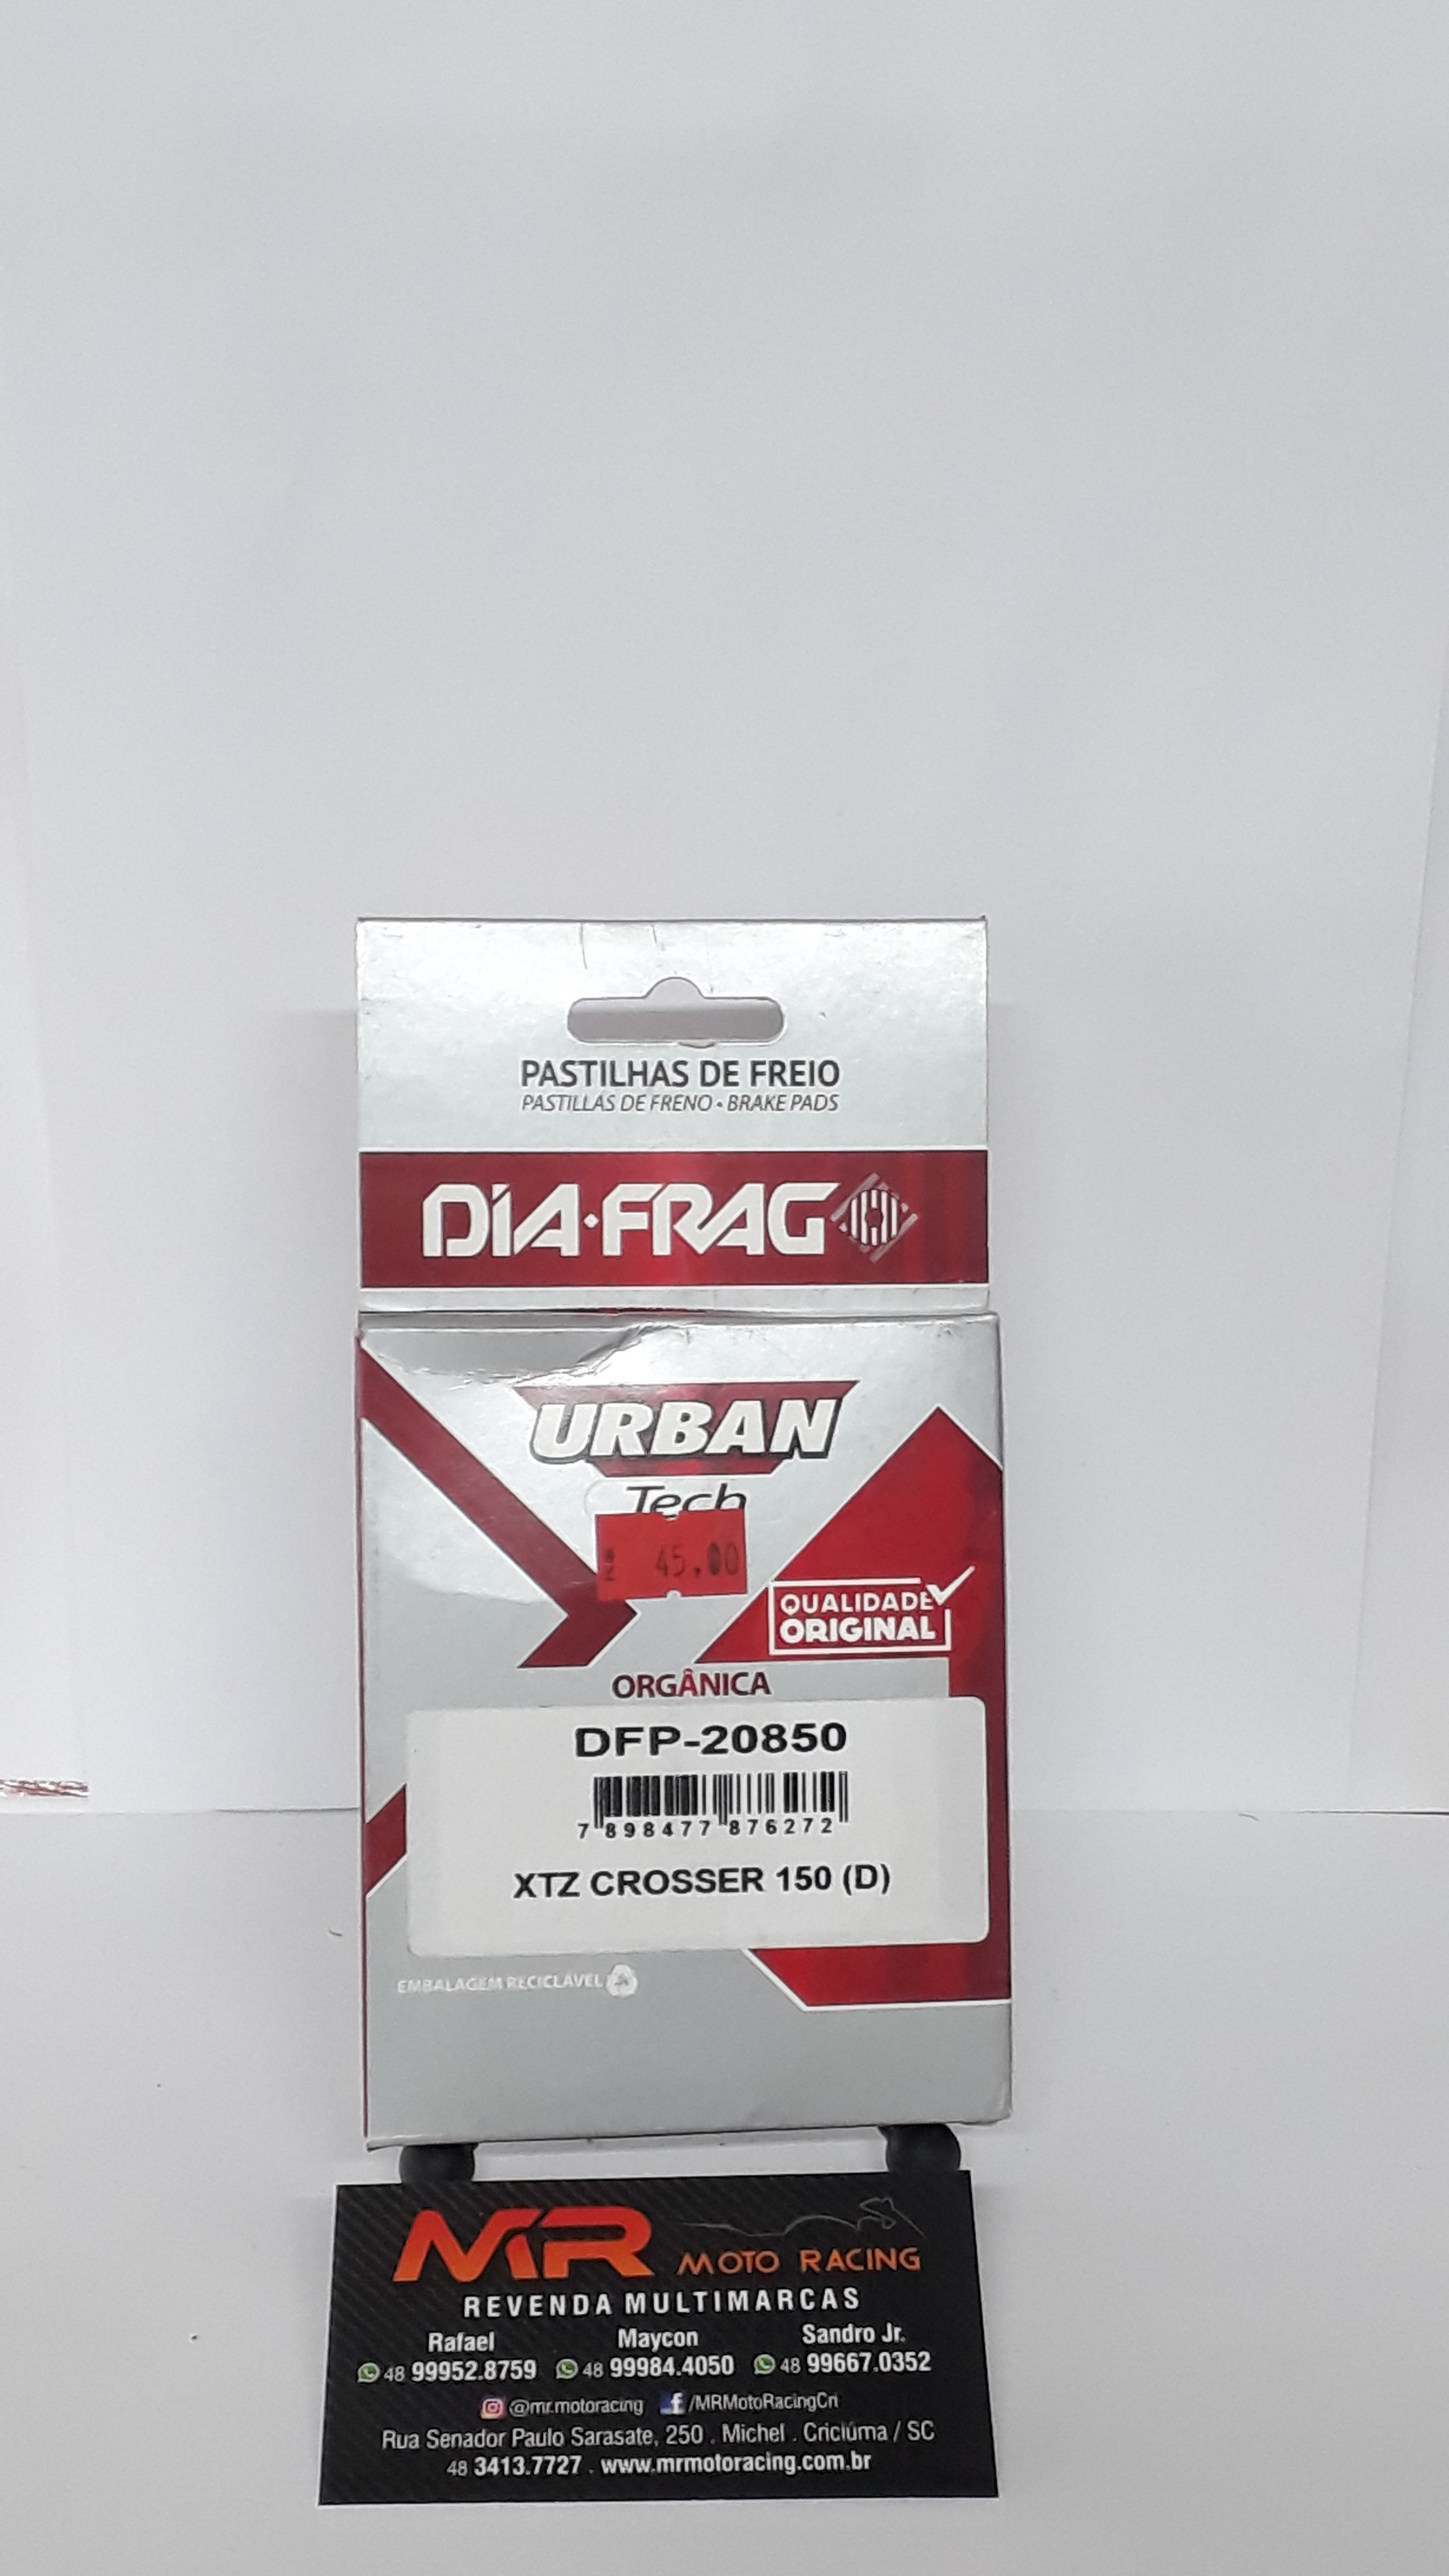 PASTILHAS DE FREIO
PASTILLAS DE FRENO • BRAKE PADS
DIA•FRAG
URBAN
Tech
45.00
QUALIDADE
ORIGINAL
ORGÂNICA
DFP-20850
7 898477 876272
XTZ CROSSER 150 (D)
EMBALAGEM RECICLÁVEL
MR MOTO RACING
REVENDA MULTIMARCAS
Rafael Maycon Sandro Jr.
48 99952.8759 48 99984.4050 48 99667.0352
@mr.motoracing /MRMotoRacingCri
Rua Senador Paulo Sarasate, 250 . Michel . Criciúma / SC
48 3413.7727 . www.mrmotoracing.com.br